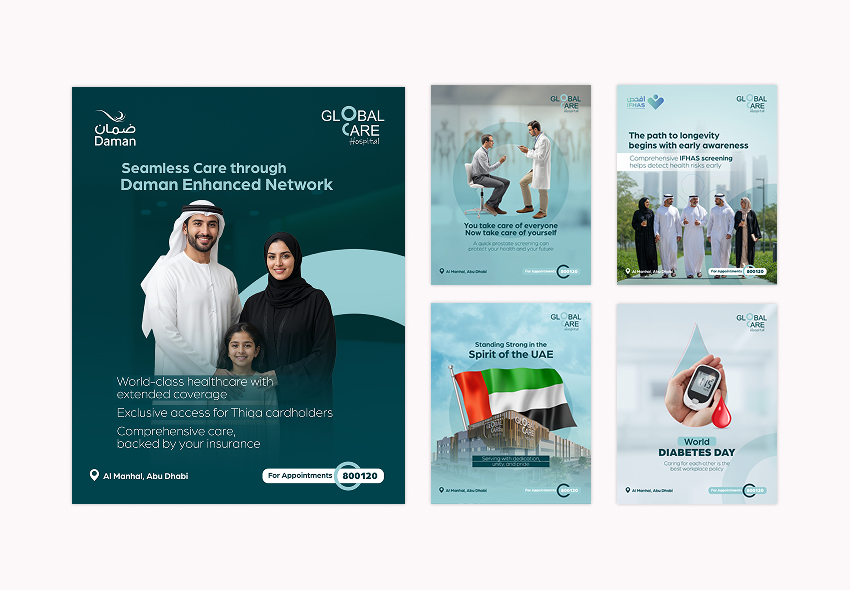 ضمان
Daman
GLOBAL
CARE
Hospital
Seamless Care through
Daman Enhanced Network
World-class healthcare with
extended coverage
Exclusive access for Thiqa cardholders
Comprehensive care,
backed by your insurance
Al Manhal, Abu Dhabi
For Appointments
800120
GLOBAL
CARE
Hospital
You take care of everyone
Now take care of yourself
A quick prostate screening can
protect your health and your future
Al Manhal, Abu Dhabi
For Appointments
800120
IFHAS
GLOBAL
CARE
Hospital
The path to longevity
begins with early awareness
Comprehensive IFHAS screening
helps detect health risks early
Al Manhal, Abu Dhabi
For Appointments
800120
GLOBAL
CARE
Hospital
Standing Strong in the
Spirit of the UAE
GLOBAL
CARE
Serving with dedication,
unity, and pride
Al Manhal, Abu Dhabi
For Appointments
800120
GLOBAL
CARE
Hospital
115
World
DIABETES DAY
Caring for each other is the
best workplace policy
Al Manhal, Abu Dhabi
For Appointments
800120